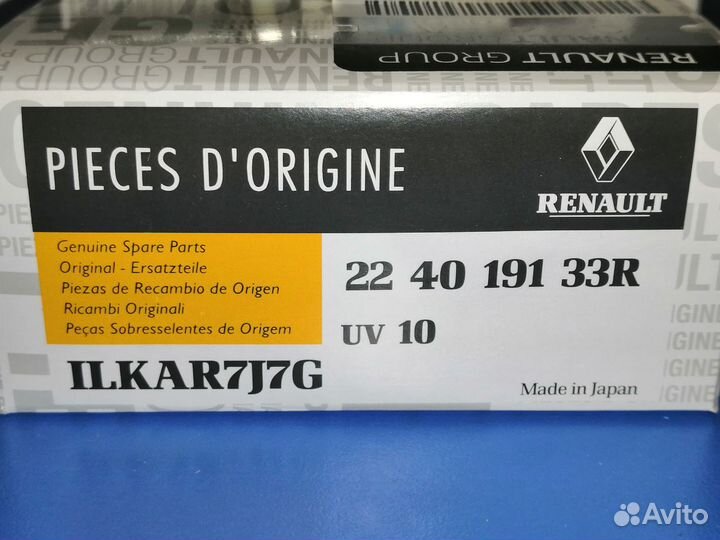 RENAULT GROUP
PIECES D'ORIGINE
RENAULT
Genuine Spare Parts
Original - Ersatzteile
Piezas de Recambio de Origen
Ricambi Originali
Peças Sobresselentes de Origem
22 40 191 33R
UV 10
ILKAR7J7G
Made in Japan
Avito